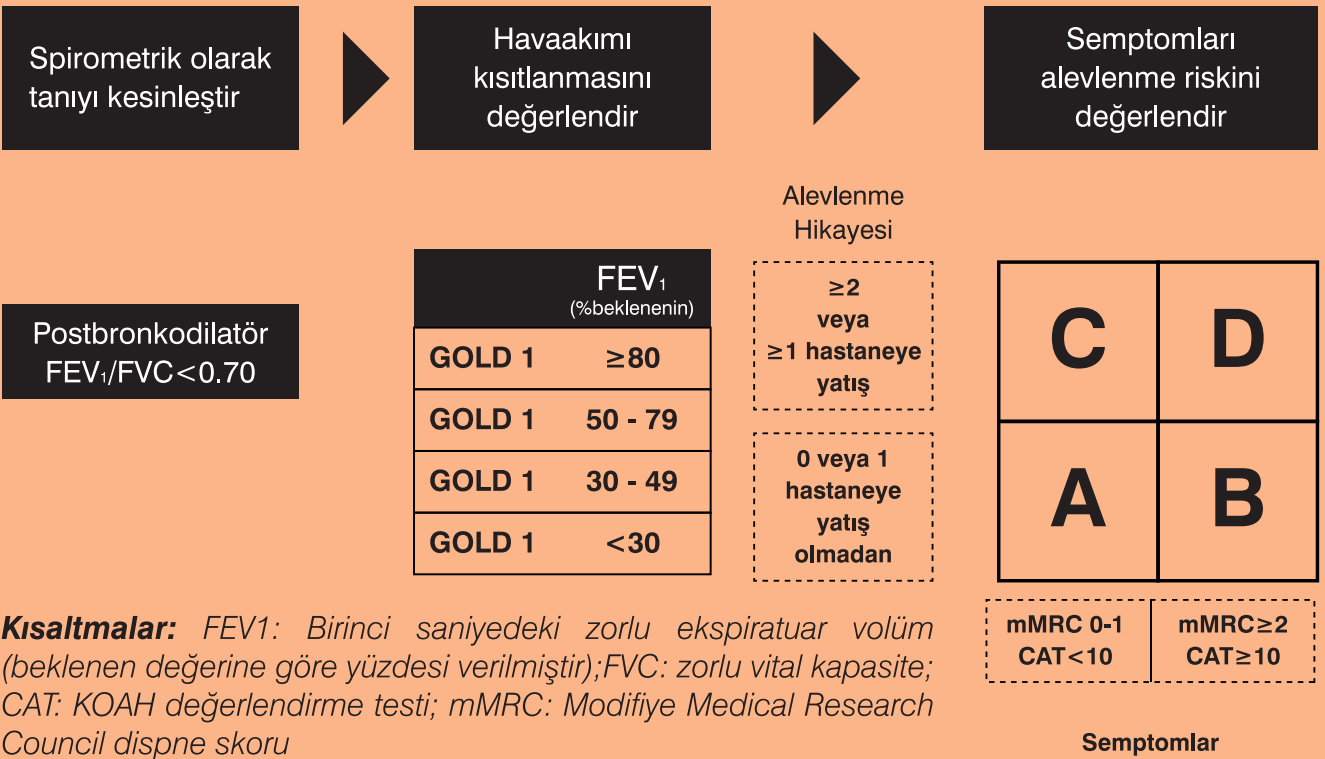 Spirometrik olarak
tanıyı kesinleştir
Havaakımı
kısıtlanmasını
değerlendir
Semptomları
alevlenme riskini
değerlendir
Postbronkodilatör
FEV₁/FVC<0.70
FEV₁
(%beklenenin)
GOLD 1 ≥80
GOLD 1 50 - 79
GOLD 1 30 - 49
GOLD 1 <30
Alevlenme
Hikayesi
≥2
veya
≥1 hastaneye
yatış
0 veya 1
hastaneye
yatış
olmadan
C D
A B
mMRC 0-1 mMRC≥2
CAT<10 CAT≥10
Semptomlar
Kısaltmalar: FEV1: Birinci saniyedeki zorlu ekspiratuar volüm
(beklenen değerine göre yüzdesi verilmiştir);FVC: zorlu vital kapasite;
CAT: KOAH değerlendirme testi; mMRC: Modifiye Medical Research
Council dispne skoru